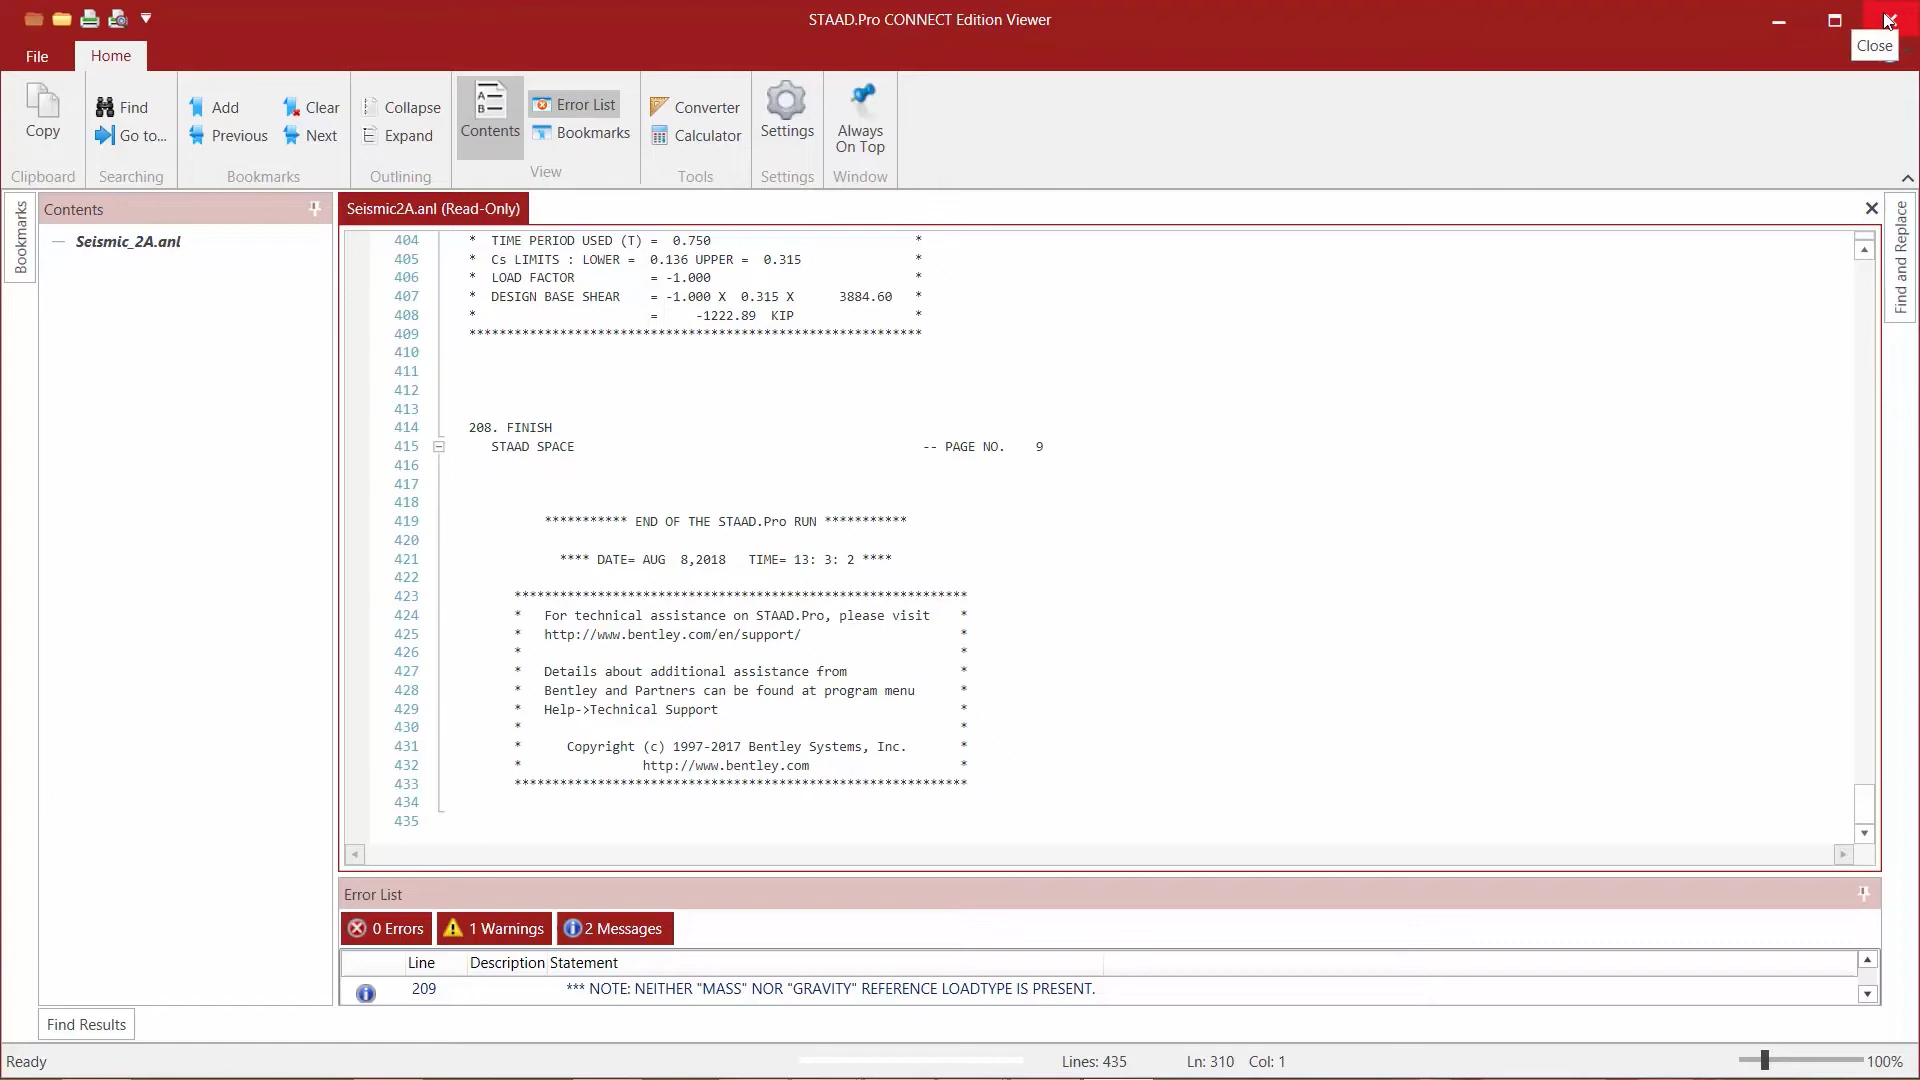 STAAD.Pro CONNECT Edition Viewer
Close
File
Home
Copy
Find
Go to...
Add
Previous
Clear
Next
Collapse
Expand
Contents
Error List
Bookmarks
Converter
Calculator
Settings
Always
On Top
Clipboard
Searching
Bookmarks
Outlining
View
Tools
Settings
Window
Bookmarks
Contents
Seismic_2A.anl
Seismic2A.anl (Read-Only)
Find and Replace
404 * TIME PERIOD USED (T) = 0.750 *
405 * Cs LIMITS : LOWER = 0.136 UPPER = 0.315 *
406 * LOAD FACTOR = -1.000 *
407 * DESIGN BASE SHEAR = -1.000 X 0.315 X 3884.60 *
408 * = -1222.89 KIP *
409 ************************************************************
410
411
412
413
414 208. FINISH
415 STAAD SPACE -- PAGE NO. 9
416
417
418
419 *********** END OF THE STAAD.Pro RUN ***********
420
421 **** DATE= AUG 8,2018 TIME= 13: 3: 2 ****
422
423 ************************************************************
424 * For technical assistance on STAAD.Pro, please visit *
425 * http://www.bentley.com/en/support/ *
426 * *
427 * Details about additional assistance from *
428 * Bentley and Partners can be found at program menu *
429 * Help->Technical Support *
430 * *
431 * Copyright (c) 1997-2017 Bentley Systems, Inc. *
432 * http://www.bentley.com *
433 ************************************************************
434
435
Error List
0 Errors
1 Warnings
2 Messages
Line Description Statement
209 *** NOTE: NEITHER "MASS" NOR "GRAVITY" REFERENCE LOADTYPE IS PRESENT.
Find Results
Ready
Lines: 435
Ln: 310
Col: 1
100%